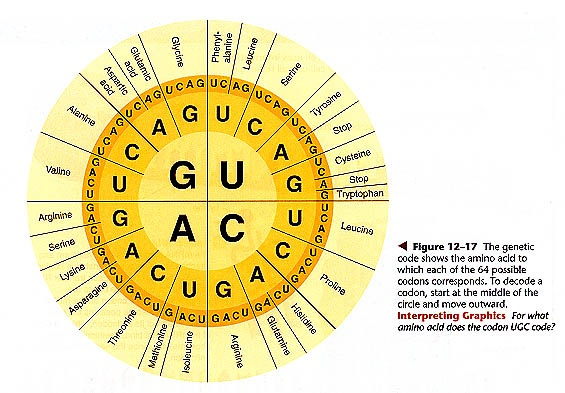 Phenyl-
alanine
Leucine
Serine
Tyrosine
Stop
Cysteine
Stop
Tryptophan
Leucine
Proline
Histidine
Glutamine
Arginine
Isoleucine
Methionine
Threonine
Asparagine
Lysine
Serine
Arginine
Valine
Alanine
Aspartic
acid
Glutamic
acid
Glycine
U C A G U C A G U C A G U C A G
U C A G U C A G U C A G U C A G
U C A G U C A G U C A G U C A G
U C A G U C A G U C A G U C A G
U C A G
U C A G
U C A G
U C A G
G U
A C
◀ Figure 12–17 The genetic
code shows the amino acid to
which each of the 64 possible
codons corresponds. To decode a
codon, start at the middle of the
circle and move outward.
Interpreting Graphics For what
amino acid does the codon UGC code?